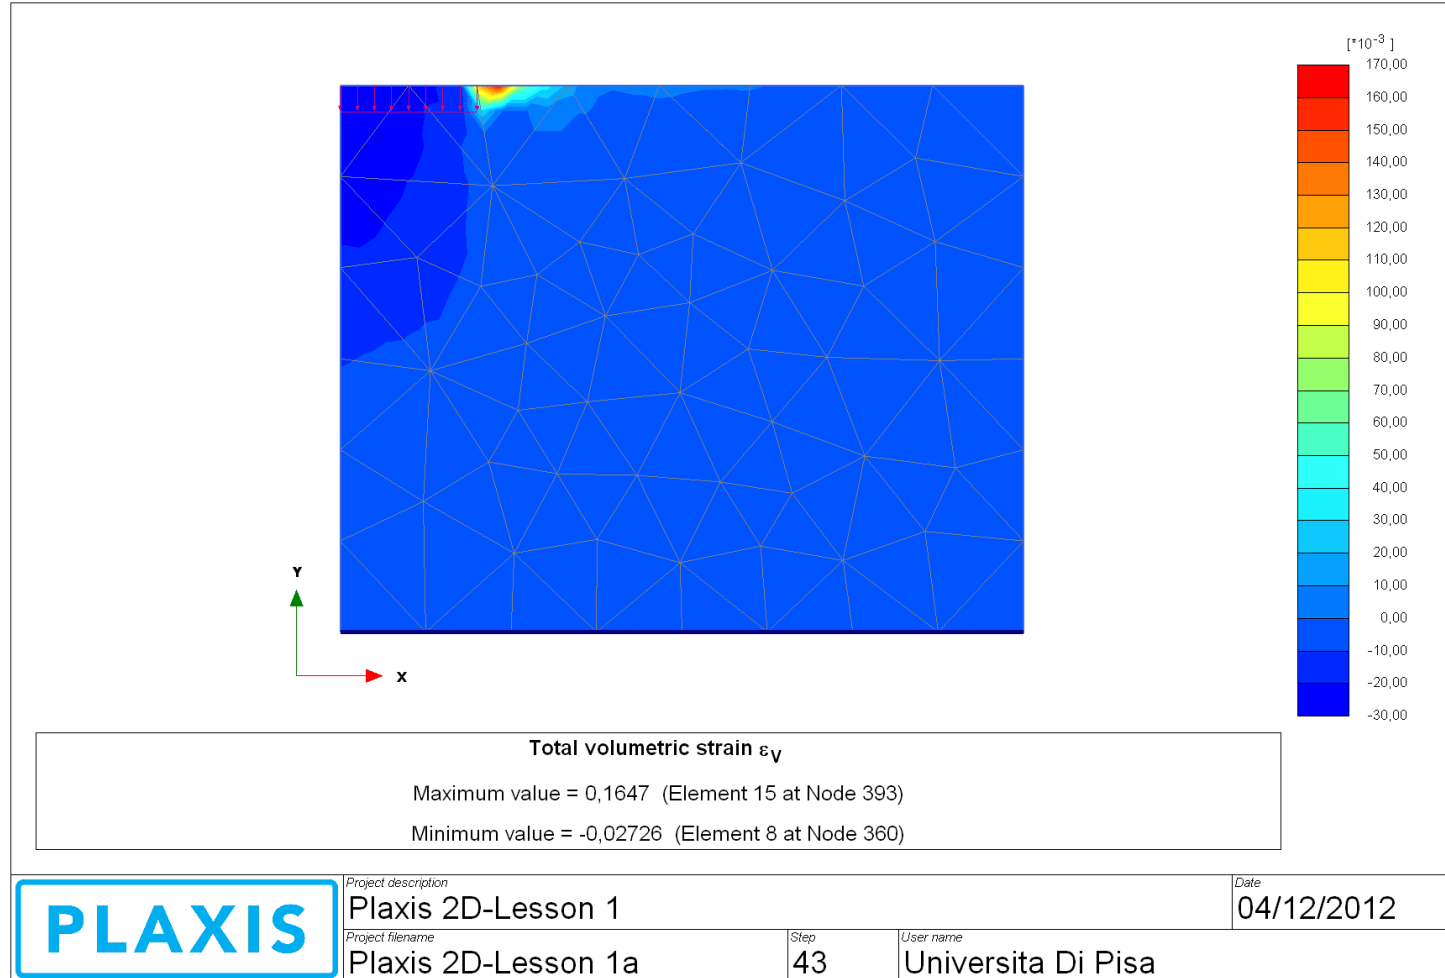 [*10-3 ]
170,00
160,00
150,00
140,00
130,00
120,00
110,00
100,00
90,00
80,00
70,00
60,00
50,00
40,00
30,00
20,00
10,00
0,00
-10,00
-20,00
-30,00
Y
X
Total volumetric strain εV
Maximum value = 0,1647 (Element 15 at Node 393)
Minimum value = -0,02726 (Element 8 at Node 360)
PLAXIS
Project description
Plaxis 2D-Lesson 1
Date
04/12/2012
Project filename
Plaxis 2D-Lesson 1a
Step
43
User name
Universita Di Pisa